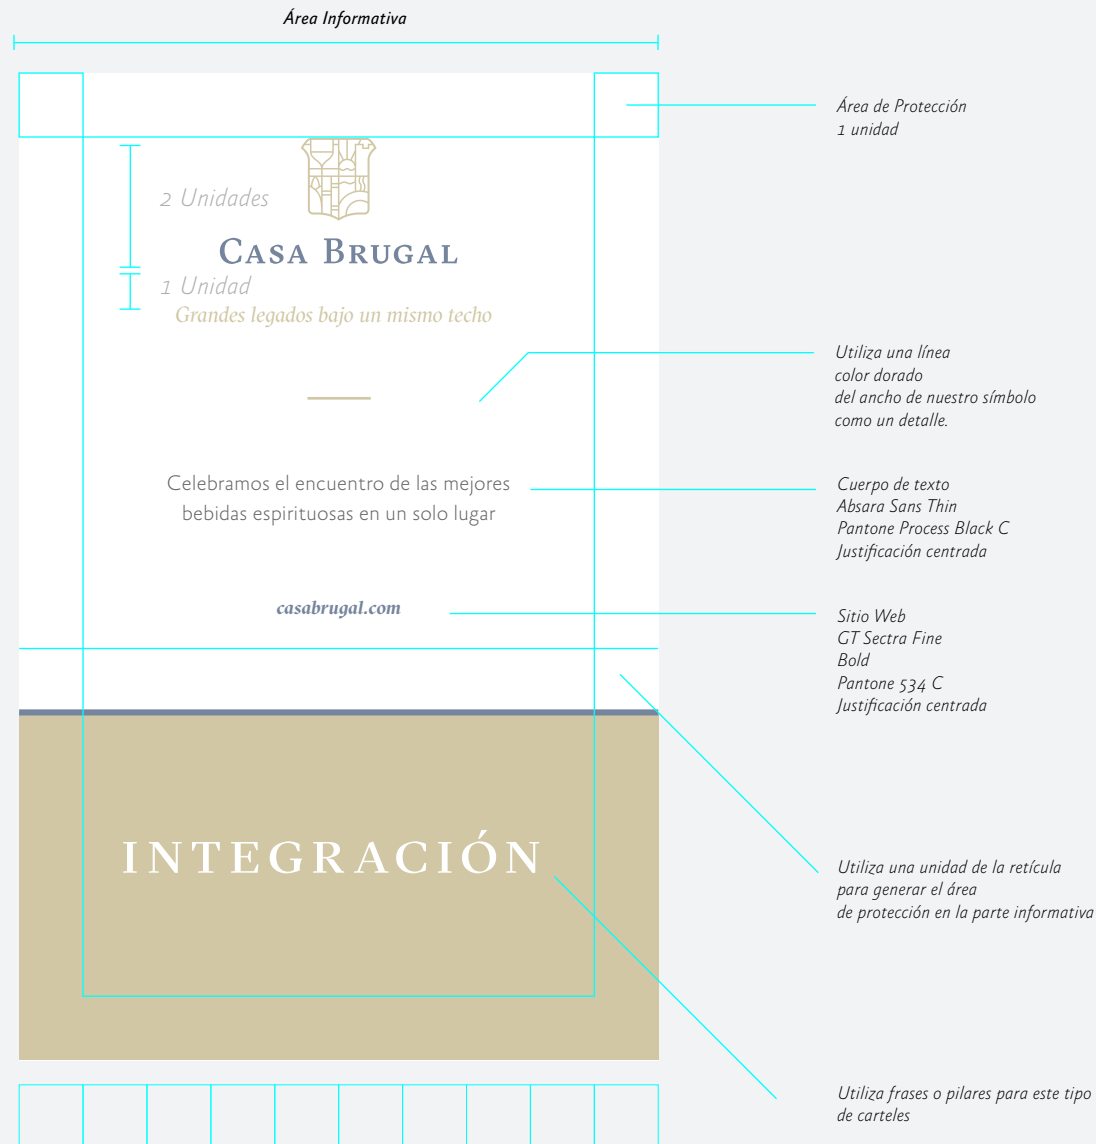 Área Informativa
Área de Protección
1 unidad
2 Unidades
CASA BRUGAL
1 Unidad
Grandes legados bajo un mismo techo
Utiliza una línea
color dorado
del ancho de nuestro símbolo
como un detalle.
Celebramos el encuentro de las mejores
bebidas espirituosas en un solo lugar
Cuerpo de texto
Absara Sans Thin
Pantone Process Black C
Justificación centrada
casabrugal.com
Sitio Web
GT Sectra Fine
Bold
Pantone 534 C
Justificación centrada
INTEGRACIÓN
Utiliza una unidad de la retícula
para generar el área
de protección en la parte informativa
Utiliza frases o pilares para este tipo
de carteles